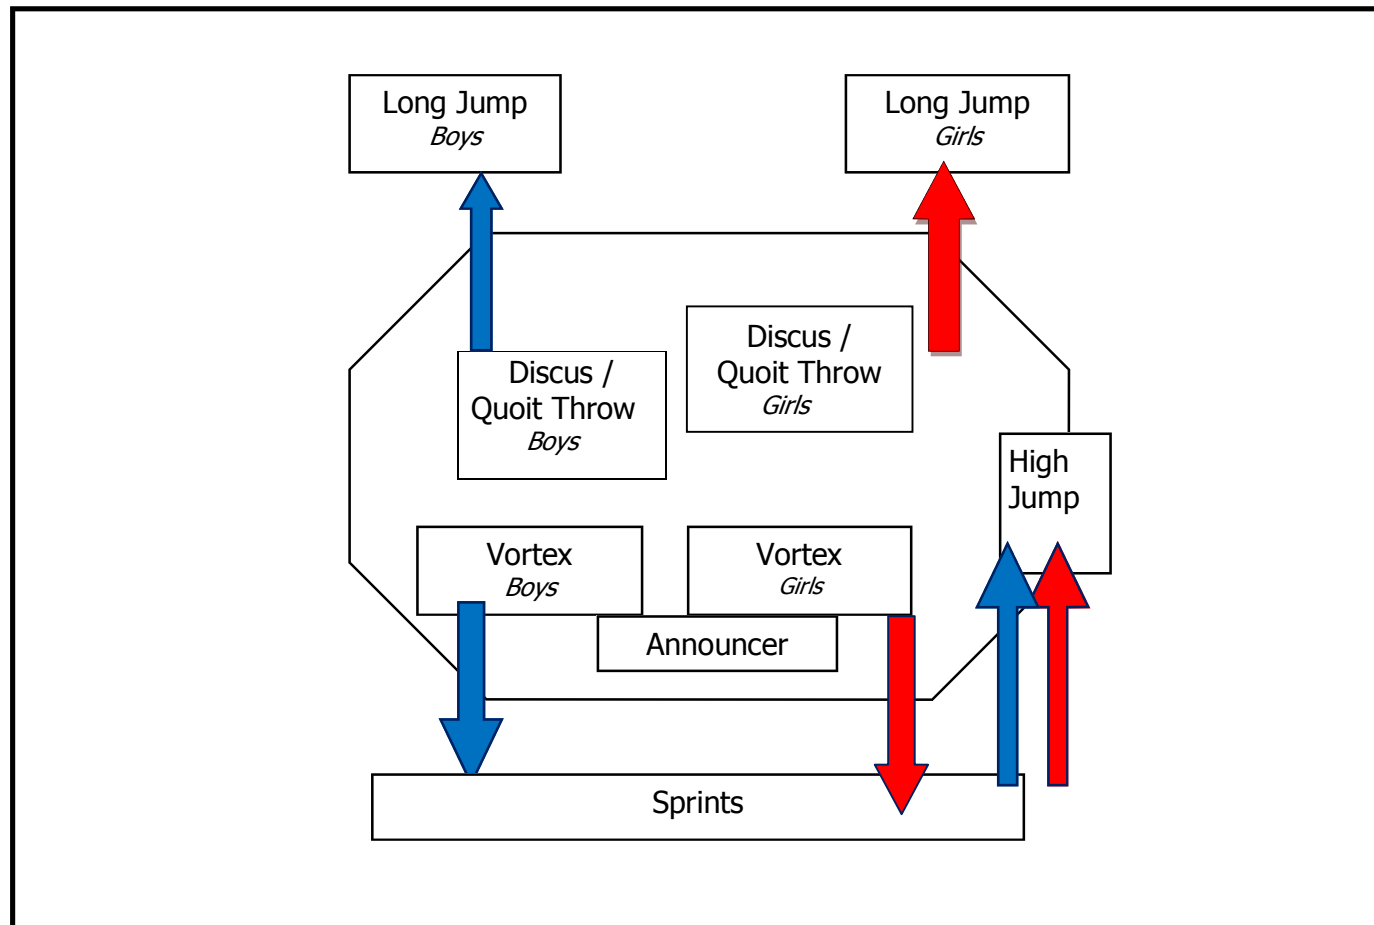 Long Jump
Boys
Long Jump
Girls
Discus /
Quoit Throw
Boys
Discus /
Quoit Throw
Girls
High
Jump
Vortex
Boys
Vortex
Girls
Announcer
Sprints